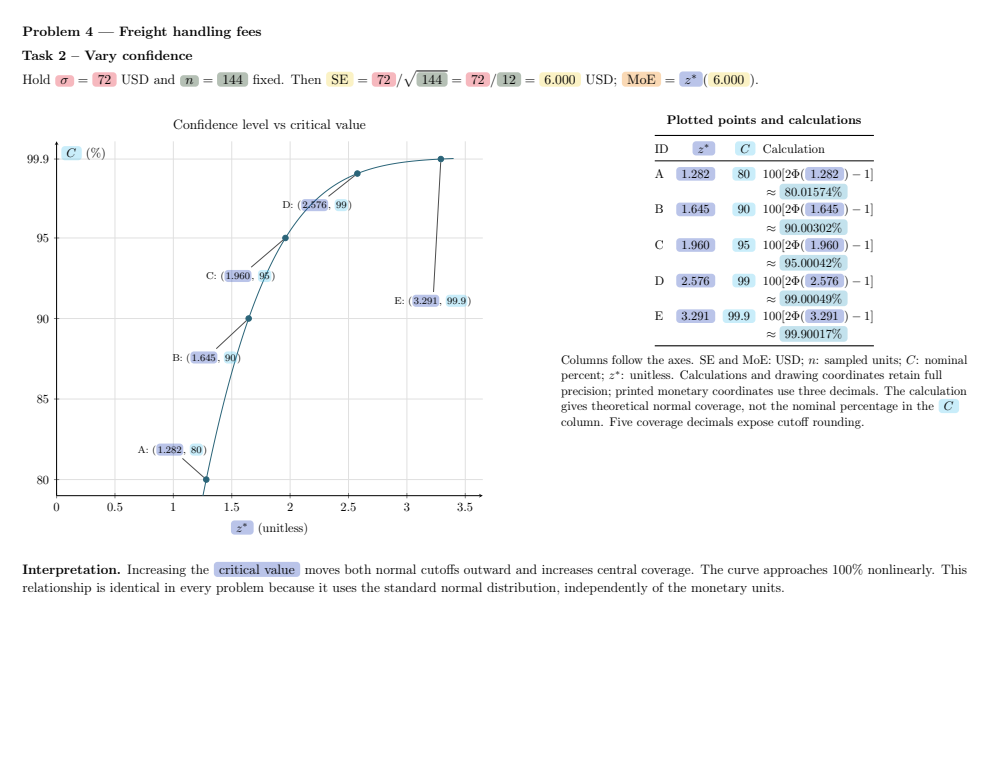 Problem 4 — Freight handling fees
Task 2 – Vary confidence
Hold σ = 72 USD and n = 144 fixed. Then SE = 72/√144 = 72/12 = 6.000 USD; MoE = z*(6.000).
Confidence level vs critical value
C (%)
99.9
95
90
85
80
0 0.5 1 1.5 2 2.5 3 3.5
z* (unitless)
D: (2.576, 99)
C: (1.960, 95)
E: (3.291, 99.9)
B: (1.645, 90)
A: (1.282, 80)
Plotted points and calculations
ID z* C Calculation
A 1.282 80 100[2Φ(1.282) − 1]
≈ 80.01574%
B 1.645 90 100[2Φ(1.645) − 1]
≈ 90.00302%
C 1.960 95 100[2Φ(1.960) − 1]
≈ 95.00042%
D 2.576 99 100[2Φ(2.576) − 1]
≈ 99.00049%
E 3.291 99.9 100[2Φ(3.291) − 1]
≈ 99.90017%
Columns follow the axes. SE and MoE: USD; n: sampled units; C: nominal
percent; z*: unitless. Calculations and drawing coordinates retain full
precision; printed monetary coordinates use three decimals. The calculation
gives theoretical normal coverage, not the nominal percentage in the C
column. Five coverage decimals expose cutoff rounding.
Interpretation. Increasing the critical value moves both normal cutoffs outward and increases central coverage. The curve approaches 100% nonlinearly. This
relationship is identical in every problem because it uses the standard normal distribution, independently of the monetary units.